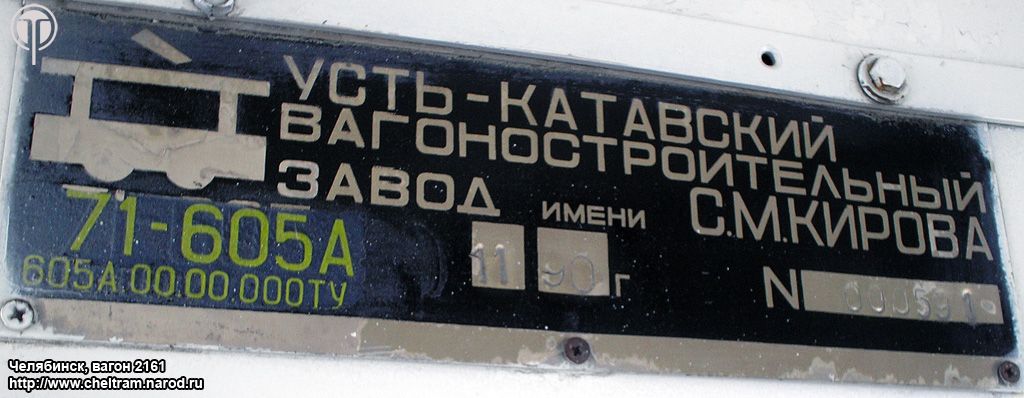 УСТЬ-КАТАВСКИЙ
ВАГОНОСТРОИТЕЛЬНЫЙ
ЗАВОД ИМЕНИ С.М.КИРОВА
71-605А
605А.00.00.000ТУ
11 90 г
N
Челябинск, вагон 2161
http://www.cheltram.narod.ru